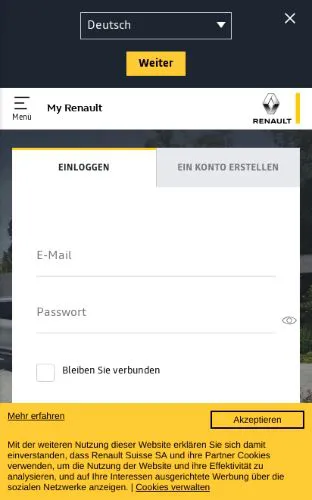 Deutsch
Weiter
Menü
My Renault
RENAULT
EINLOGGEN
EIN KONTO ERSTELLEN
E-Mail
Passwort
Bleiben Sie verbunden
Mehr erfahren
Akzeptieren
Mit der weiteren Nutzung dieser Website erklären Sie sich damit
einverstanden, dass Renault Suisse SA und ihre Partner Cookies
verwenden, um die Nutzung der Website und ihre Effektivität zu
analysieren, und auf Ihre Interessen ausgerichtete Werbung über die
sozialen Netzwerke anzeigen. | Cookies verwalten